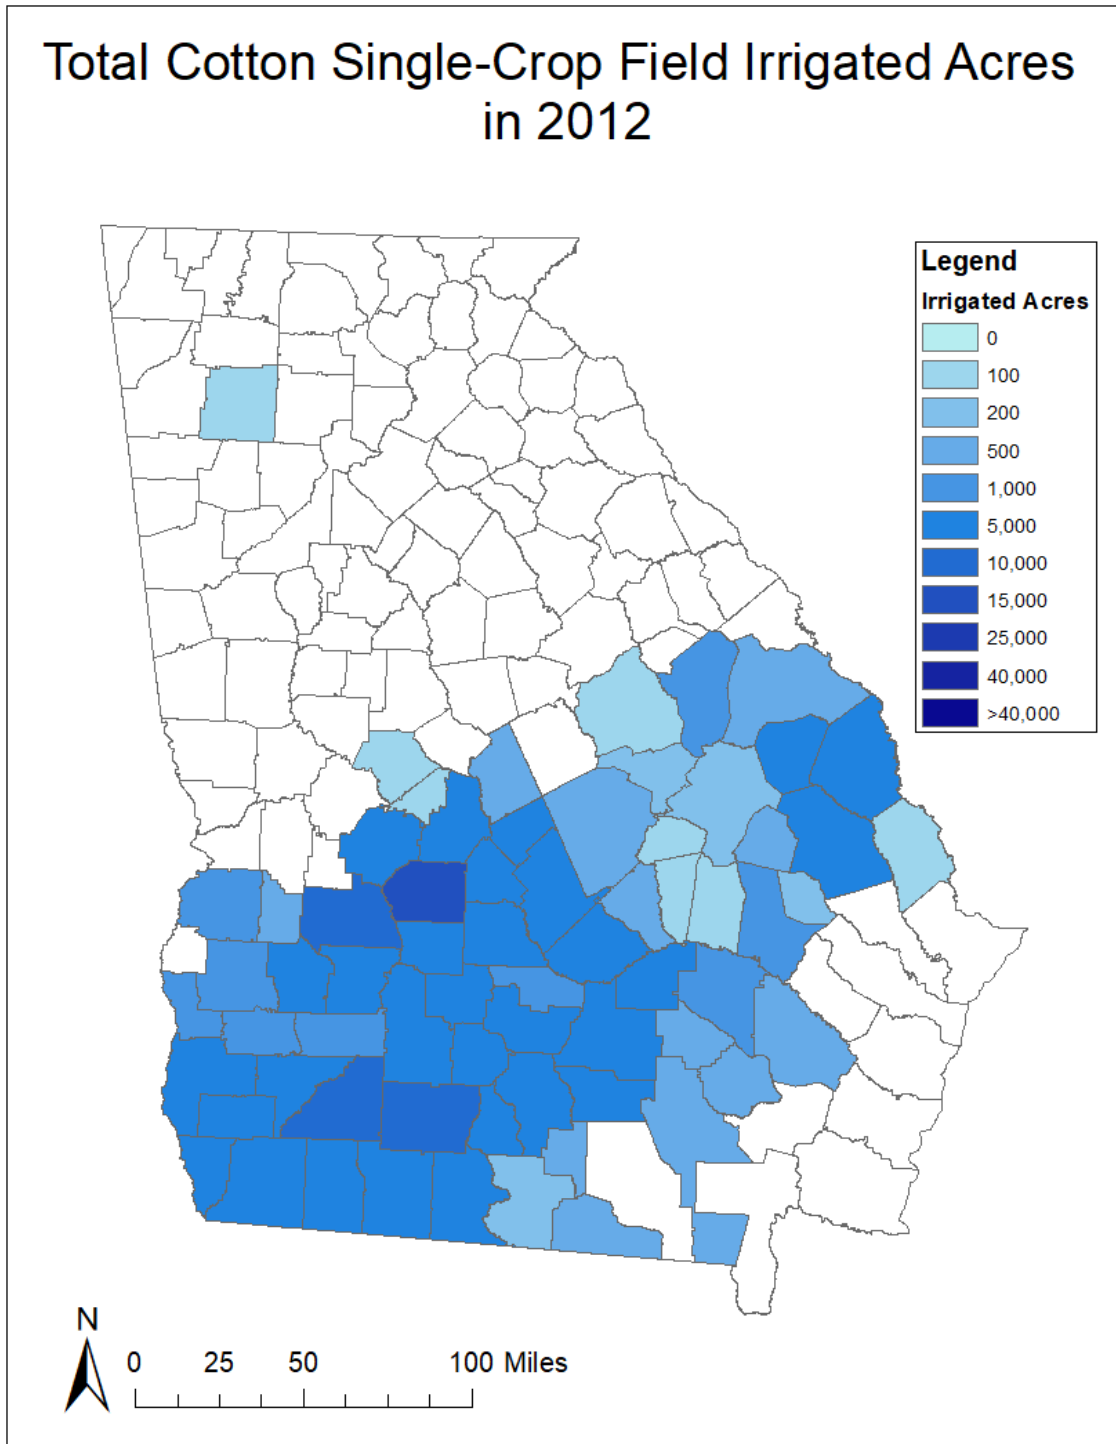 Total Cotton Single-Crop Field Irrigated Acres
in 2012
Legend
Irrigated Acres
0
100
200
500
1,000
5,000
10,000
15,000
25,000
40,000
>40,000
N
0 25 50 100 Miles